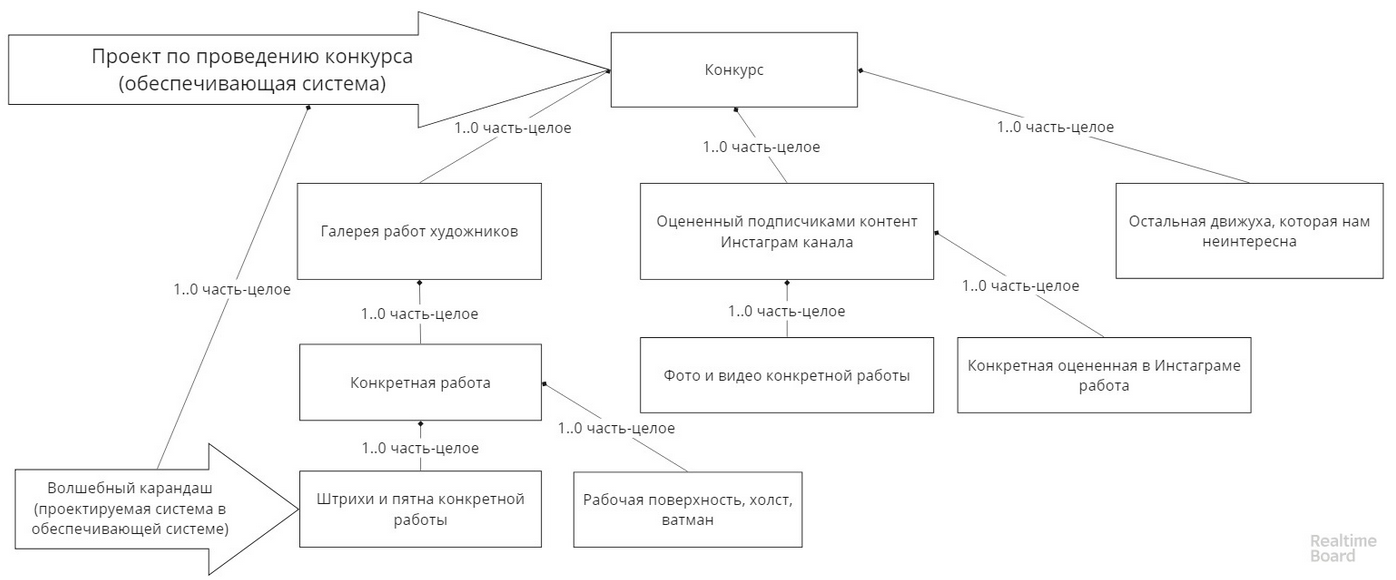 Проект по проведению конкурса
(обеспечивающая система)
Конкурс
1..0 часть-целое
1..0 часть-целое
1..0 часть-целое
Галерея работ художников
Оцененный подписчиками контент
Инстаграм канала
Остальная движуха, которая нам
неинтересна
1..0 часть-целое
1..0 часть-целое
1..0 часть-целое
1..0 часть-целое
Конкретная работа
Фото и видео конкретной работы
Конкретная оцененная в Инстаграме
работа
1..0 часть-целое
1..0 часть-целое
Волшебный карандаш
(проектируемая система в
обеспечивающей системе)
Штрихи и пятна конкретной
работы
Рабочая поверхность, холст,
ватман
Realtime
Board